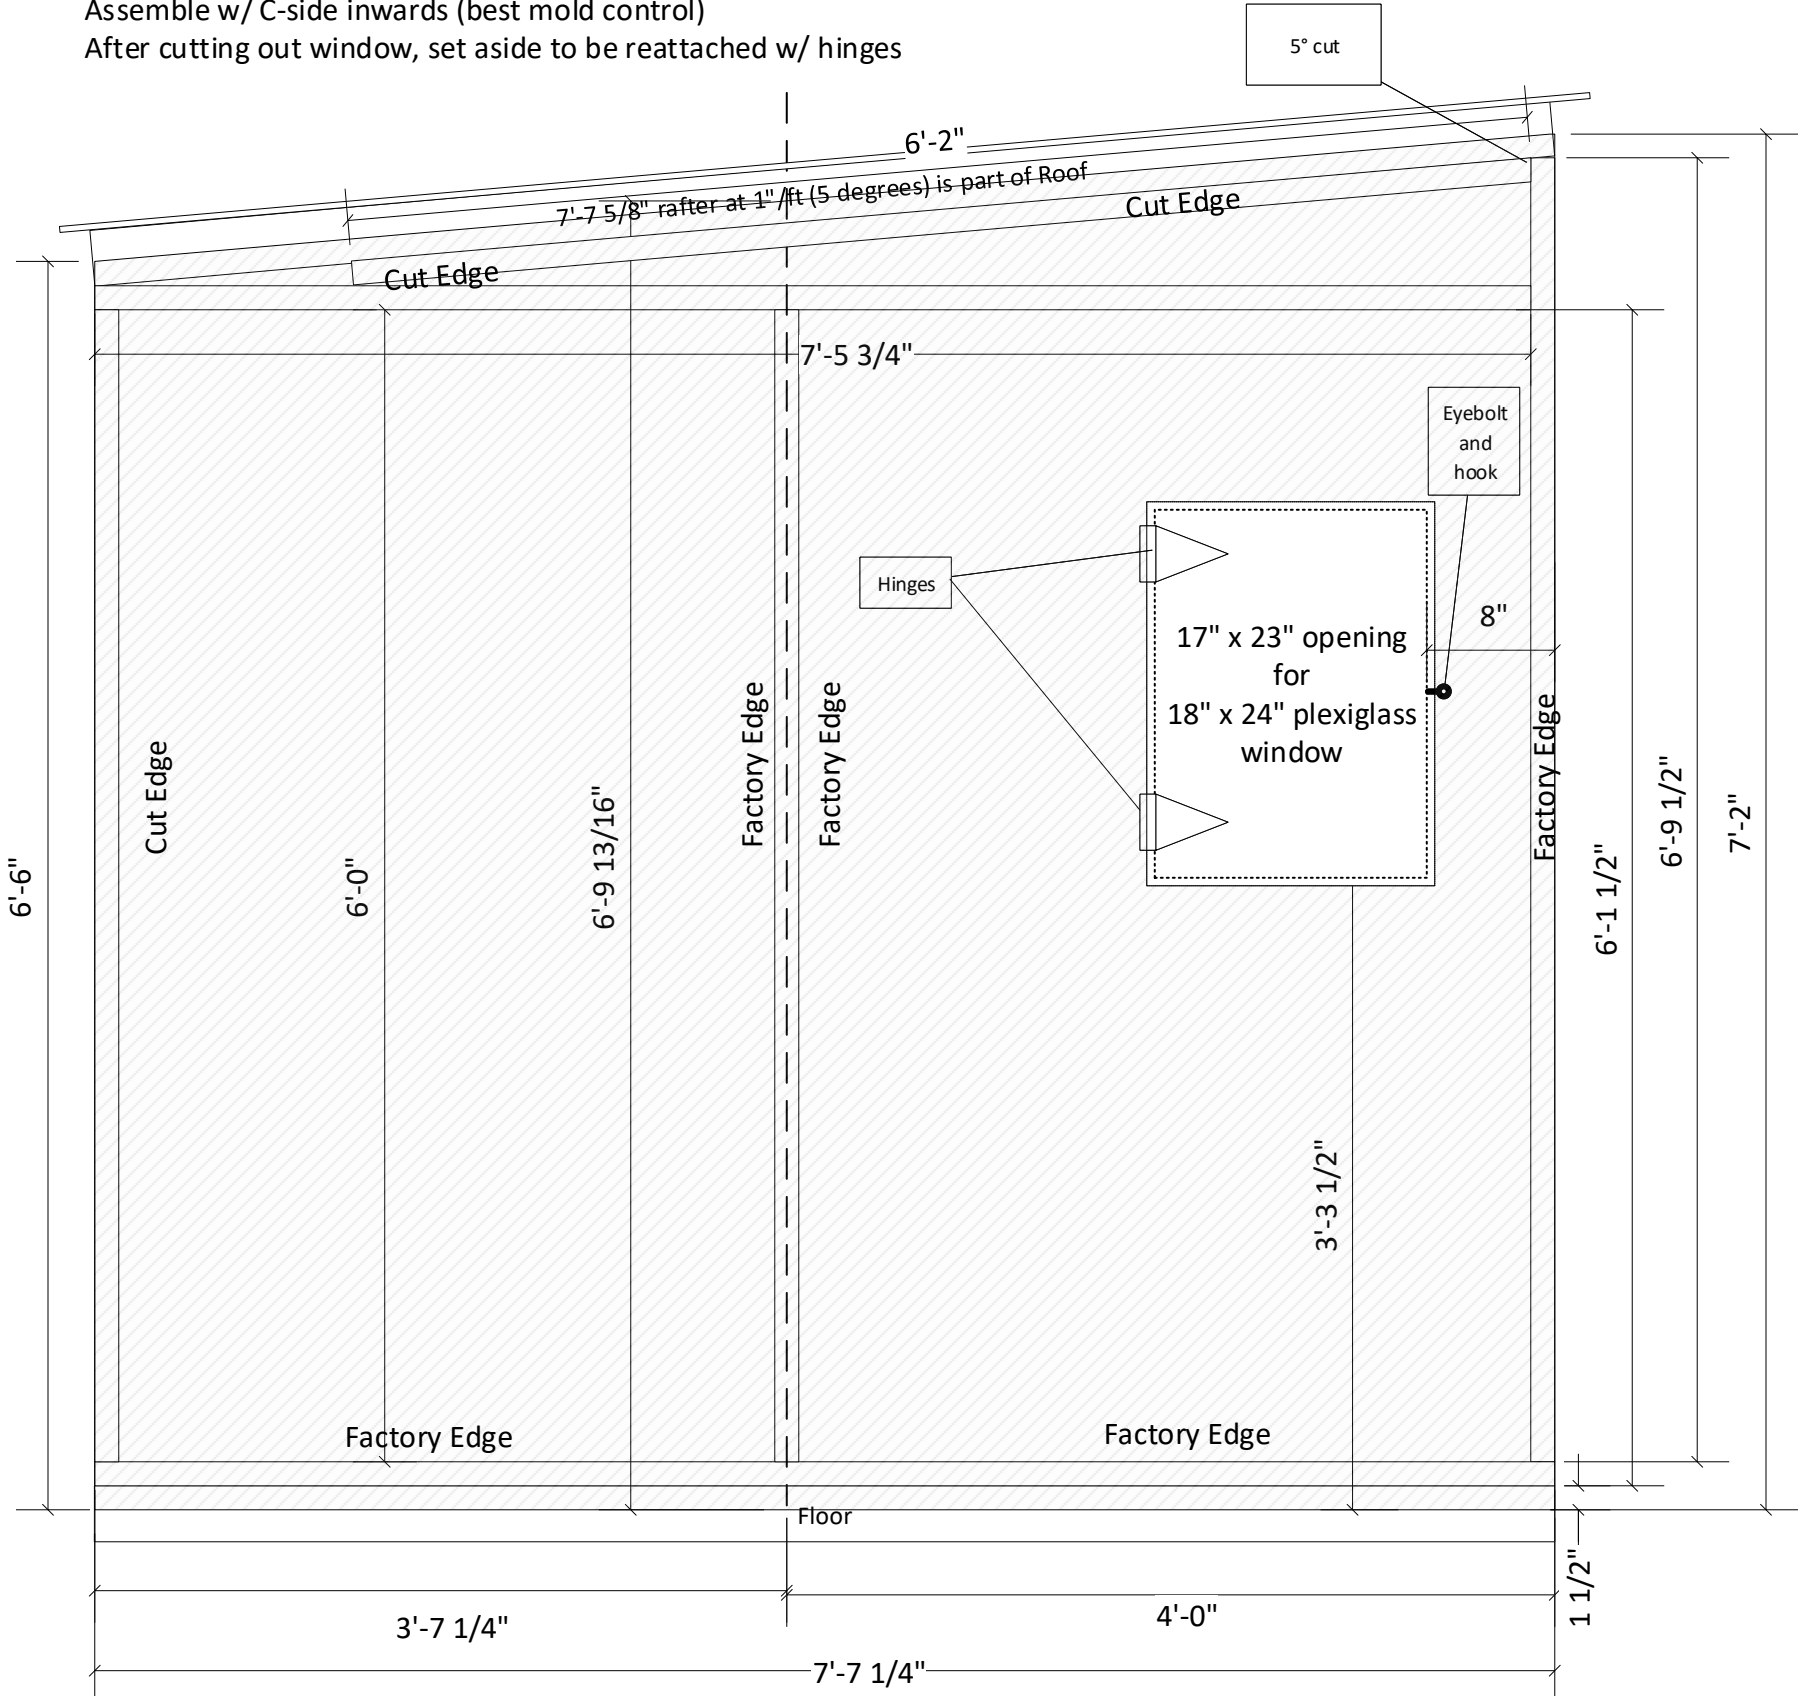 Assemble w/ C-side inwards (best mold control)
After cutting out window, set aside to be reattached w/ hinges
5° cut
6'-2"
7'-7 5/8" rafter at 1"/ft (5 degrees) is part of Roof
Cut Edge
Cut Edge
7'-5 3/4"
Eyebolt
and
hook
Hinges
8"
17" x 23" opening
for
18" x 24" plexiglass
window
Cut Edge
Factory Edge
Factory Edge
Factory Edge
6'-6"
6'-0"
6'-9 13/16"
3'-3 1/2"
6'-1 1/2"
6'-9 1/2"
7'-2"
Factory Edge
Factory Edge
Floor
1 1/2"
3'-7 1/4"
4'-0"
7'-7 1/4"